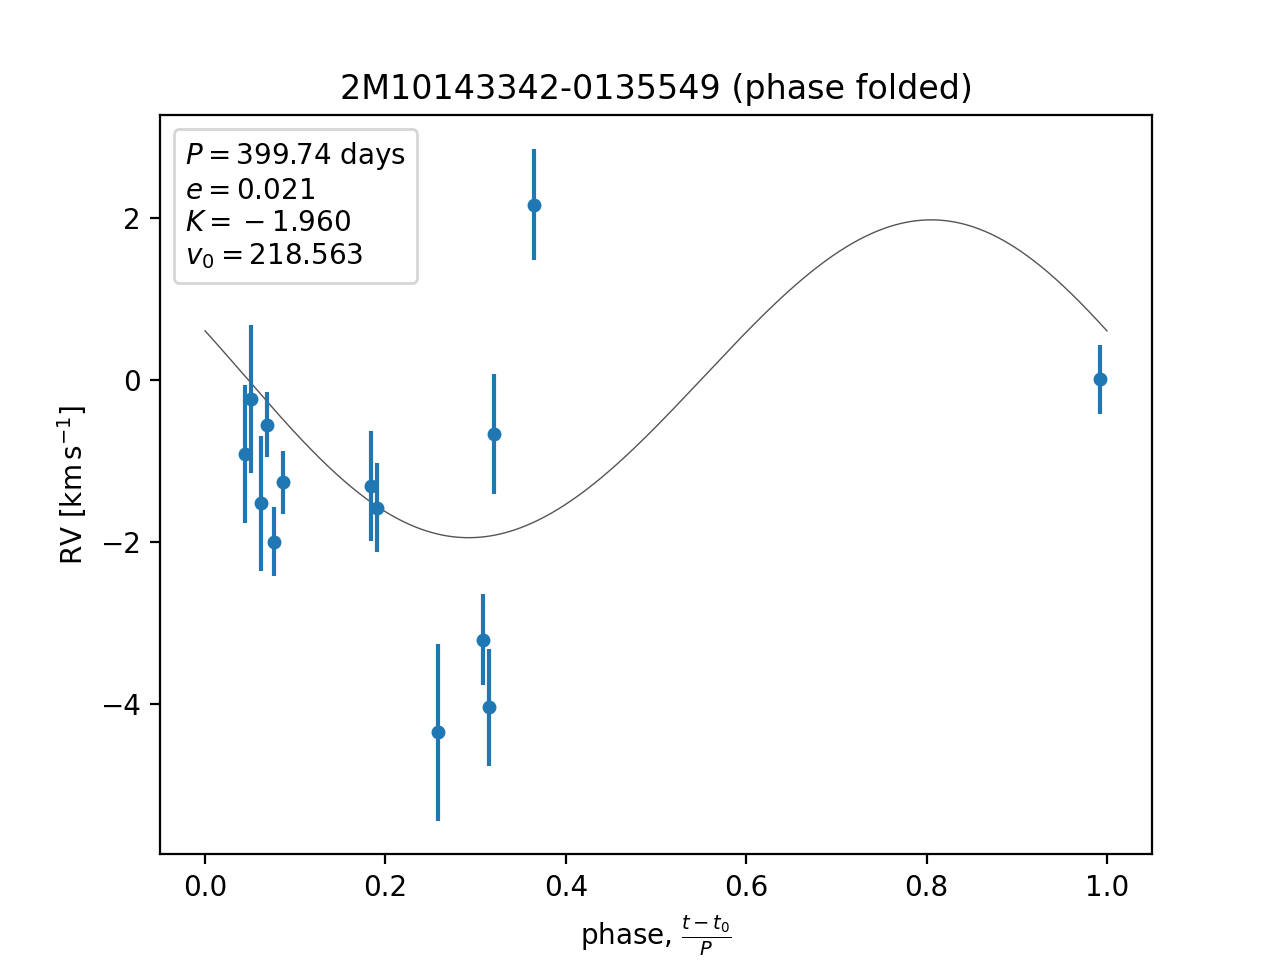 2M10143342-0135549 (phase folded)
P = 399.74 days
e = 0.021
K = − 1.960
v₀ = 218.563
2
0
−2
−4
RV [km s⁻¹]
0.0 0.2 0.4 0.6 0.8 1.0
phase, (t − t₀)/P